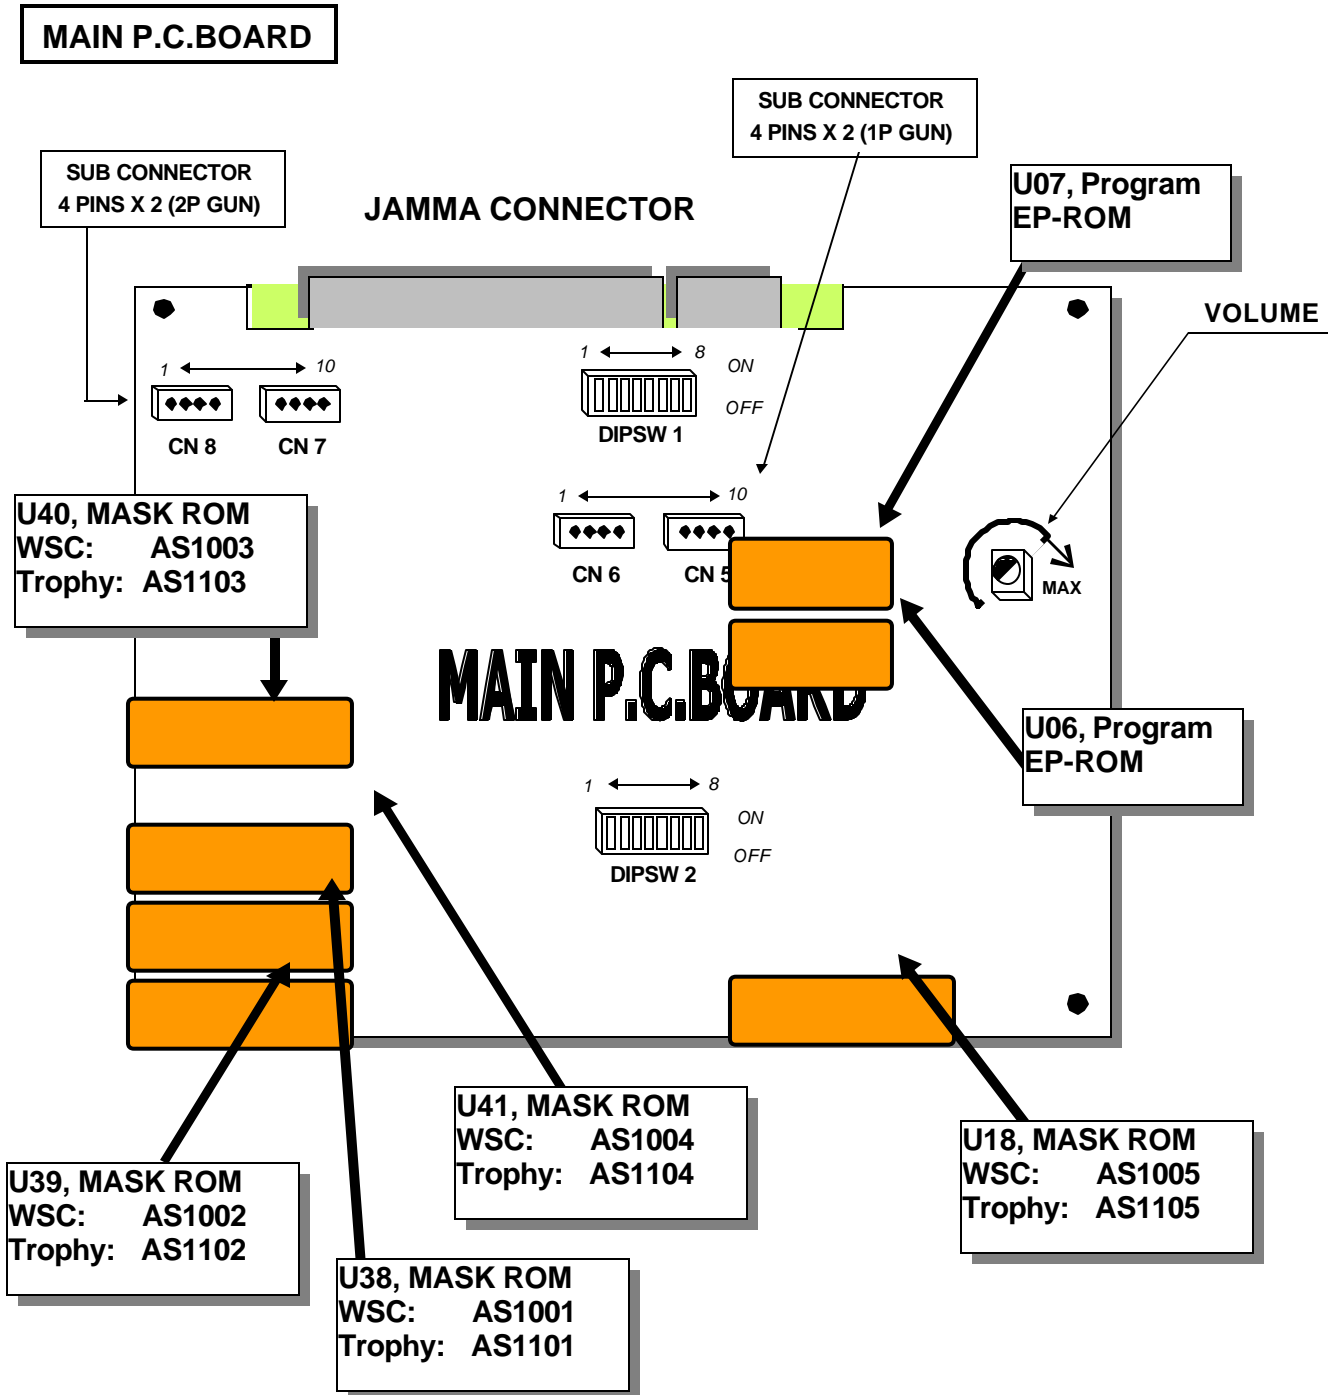 MAIN P.C.BOARD
SUB CONNECTOR
4 PINS X 2 (1P GUN)
SUB CONNECTOR
4 PINS X 2 (2P GUN)
JAMMA CONNECTOR
U07, Program
EP-ROM
VOLUME
1 10
CN 8 CN 7
1 8
ON
OFF
DIPSW 1
1 10
CN 6 CN 5
MAX
U40, MASK ROM
WSC: AS1003
Trophy: AS1103
MAIN P.C.BOARD
U06, Program
EP-ROM
1 8
ON
OFF
DIPSW 2
U41, MASK ROM
WSC: AS1004
Trophy: AS1104
U18, MASK ROM
WSC: AS1005
Trophy: AS1105
U39, MASK ROM
WSC: AS1002
Trophy: AS1102
U38, MASK ROM
WSC: AS1001
Trophy: AS1101